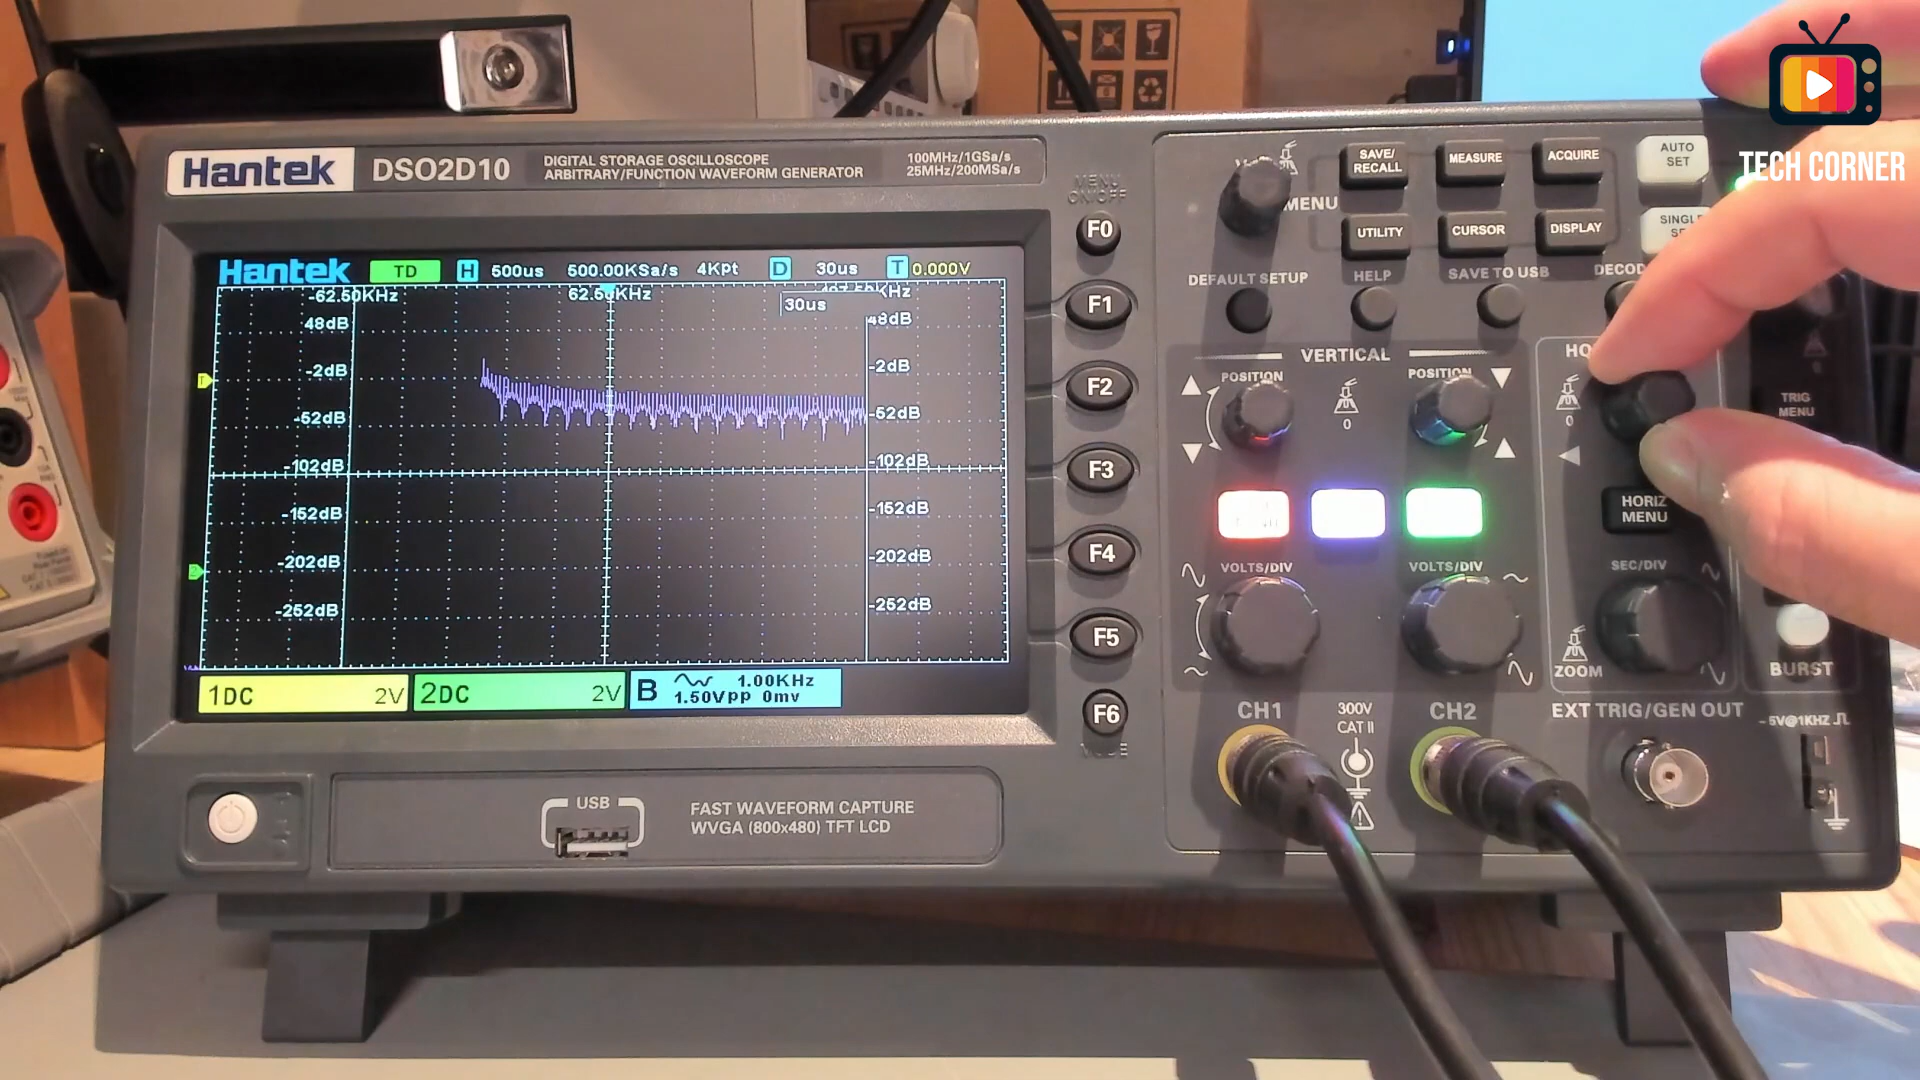 TECH CORNER
Hantek DSO2D10
DIGITAL STORAGE OSCILLOSCOPE
ARBITRARY/FUNCTION WAVEFORM GENERATOR
100MHz/1GSa/s
25MHz/200MSa/s
MENU
ON/OFF
Hantek TD H 500us 500.00KSa/s 4Kpt D 30us T 0.000V
-62.50KHz 62.50KHz
30us
48dB 48dB
-2dB -2dB
-52dB -52dB
-102dB -102dB
-152dB -152dB
-202dB -202dB
-252dB -252dB
1DC 2V 2DC 2V B 1.00KHz
1.50Vpp 0mv
F0
F1
F2
F3
F4
F5
F6
MENU
SAVE/
RECALL
MEASURE
ACQUIRE
AUTO
SET
UTILITY
CURSOR
DISPLAY
DEFAULT SETUP
HELP
SAVE TO USB
VERTICAL
POSITION
POSITION
0
0
TRIG
MENU
HORIZ
MENU
VOLTS/DIV
VOLTS/DIV
SEC/DIV
ZOOM
BURST
CH1
300V
CAT II
CH2
EXT TRIG/GEN OUT
5V@1KHZ
USB
FAST WAVEFORM CAPTURE
WVGA (800x480) TFT LCD